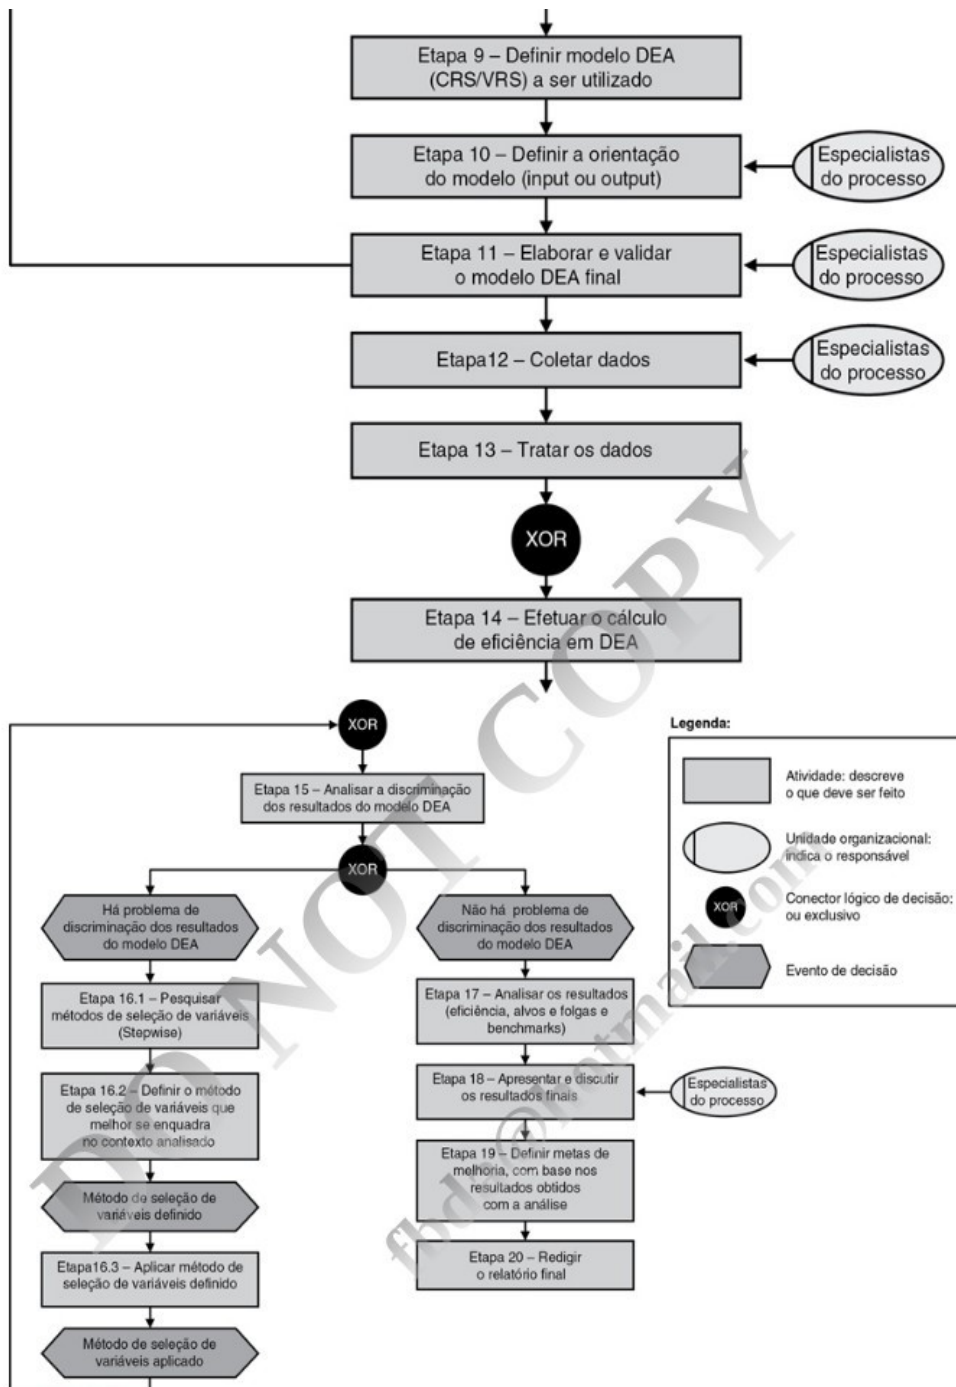 Etapa 9 – Definir modelo DEA
(CRS/VRS) a ser utilizado
Etapa 10 – Definir a orientação
do modelo (input ou output)
Especialistas
do processo
Etapa 11 – Elaborar e validar
o modelo DEA final
Especialistas
do processo
Etapa12 – Coletar dados
Especialistas
do processo
Etapa 13 – Tratar os dados
XOR
Etapa 14 – Efetuar o cálculo
de eficiência em DEA
XOR
Etapa 15 – Analisar a discriminação
dos resultados do modelo DEA
XOR
Há problema de
discriminação dos resultados
do modelo DEA
Não há problema de
discriminação dos resultados
do modelo DEA
Etapa 16.1 – Pesquisar
métodos de seleção de variáveis
(Stepwise)
Etapa 17 – Analisar os resultados
(eficiência, alvos e folgas e
benchmarks)
Etapa 16.2 – Definir o método
de seleção de variáveis que
melhor se enquadra
no contexto analisado
Etapa 18 – Apresentar e discutir
os resultados finais
Especialistas
do processo
Método de seleção de
variáveis definido
Etapa 19 – Definir metas de
melhoria, com base nos
resultados obtidos
com a análise
Etapa16.3 – Aplicar método de
seleção de variáveis definido
Etapa 20 – Redigir
o relatório final
Método de seleção de
variáveis aplicado
Legenda:
Atividade: descreve
o que deve ser feito
Unidade organizacional:
indica o responsável
XOR
Conector lógico de decisão:
ou exclusivo
Evento de decisão
DO NOT COPY